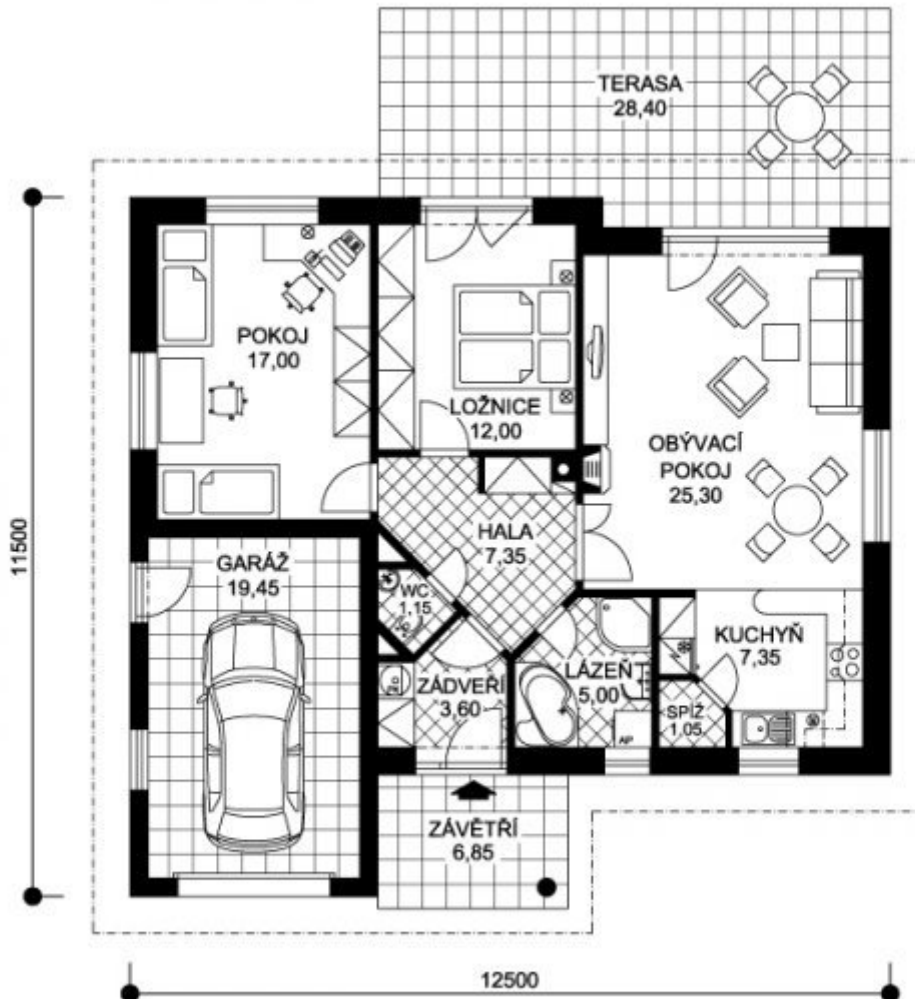 TERASA
28,40
POKOJ
17,00
LOŽNICE
12,00
OBÝVACÍ
POKOJ
25,30
HALA
7,35
GARÁŽ
19,45
WC
1,15
KUCHYŇ
7,35
LÁZEŇ
5,00
ZÁDVEŘÍ
3,60
SPÍŽ
1.05
AP
ZÁVĚTŘÍ
6,85
11500
12500